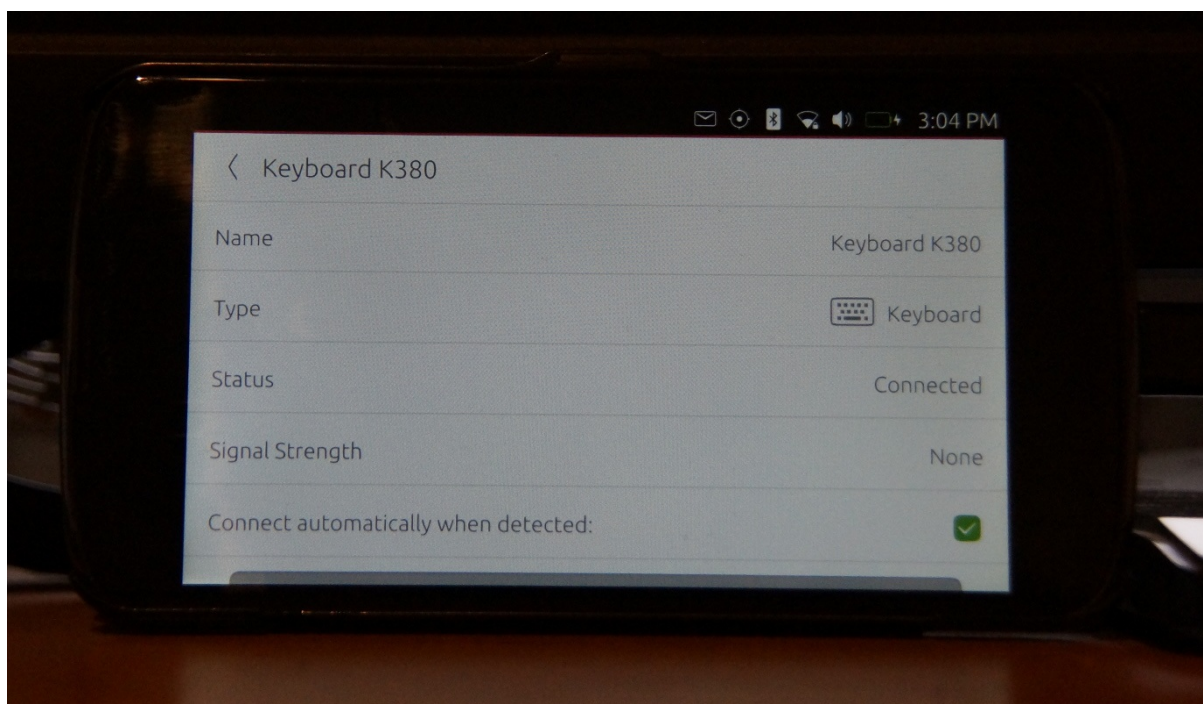 3:04 PM
Keyboard K380
Name Keyboard K380
Type Keyboard
Status Connected
Signal Strength None
Connect automatically when detected: